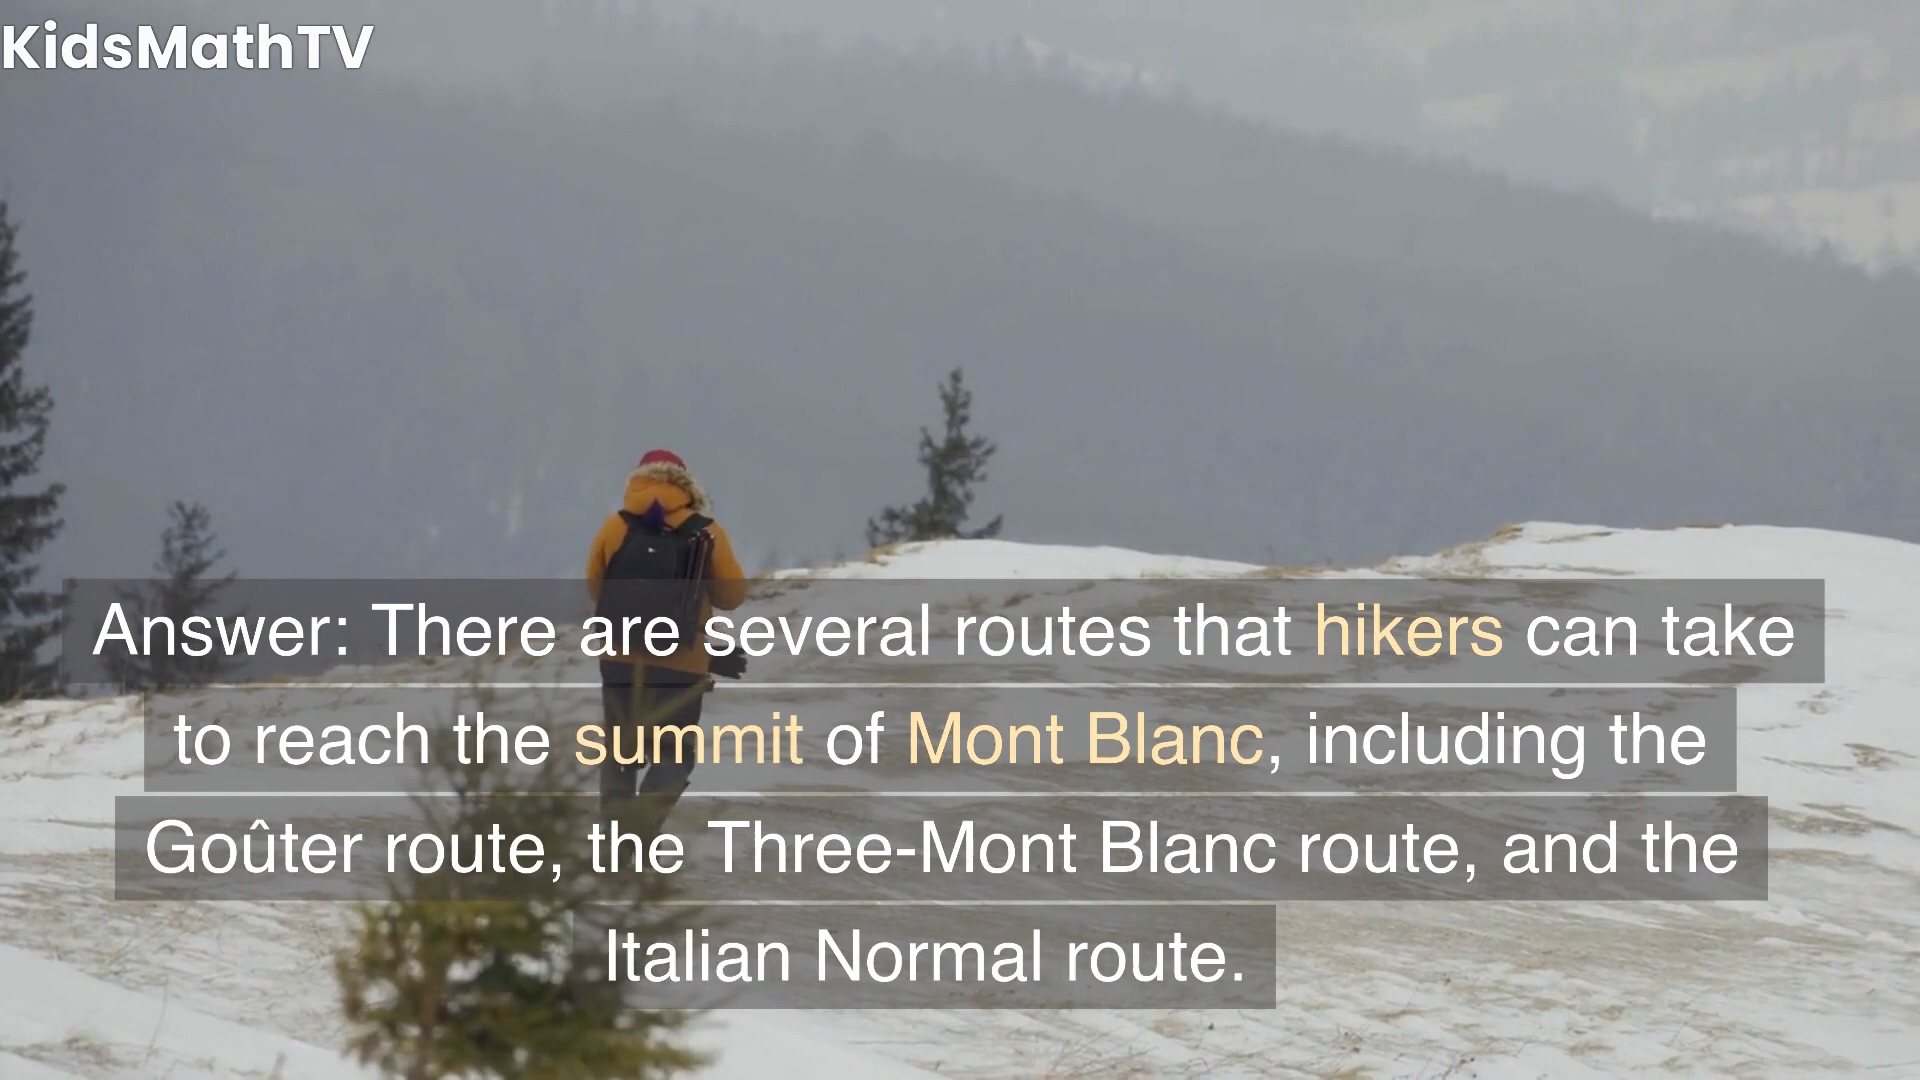 KidsMathTV
Answer: There are several routes that hikers can take
to reach the summit of Mont Blanc, including the
Goûter route, the Three-Mont Blanc route, and the
Italian Normal route.